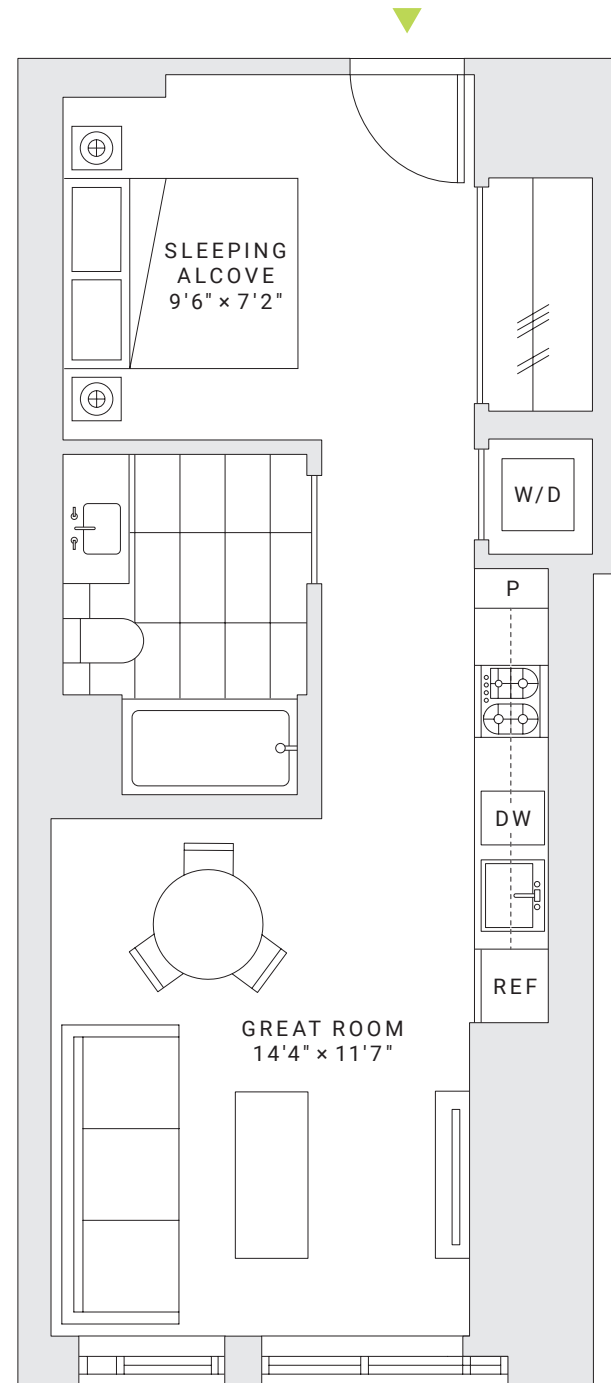 SLEEPING
ALCOVE
9'6" × 7'2"
W/D
P
DW
REF
GREAT ROOM
14'4" × 11'7"